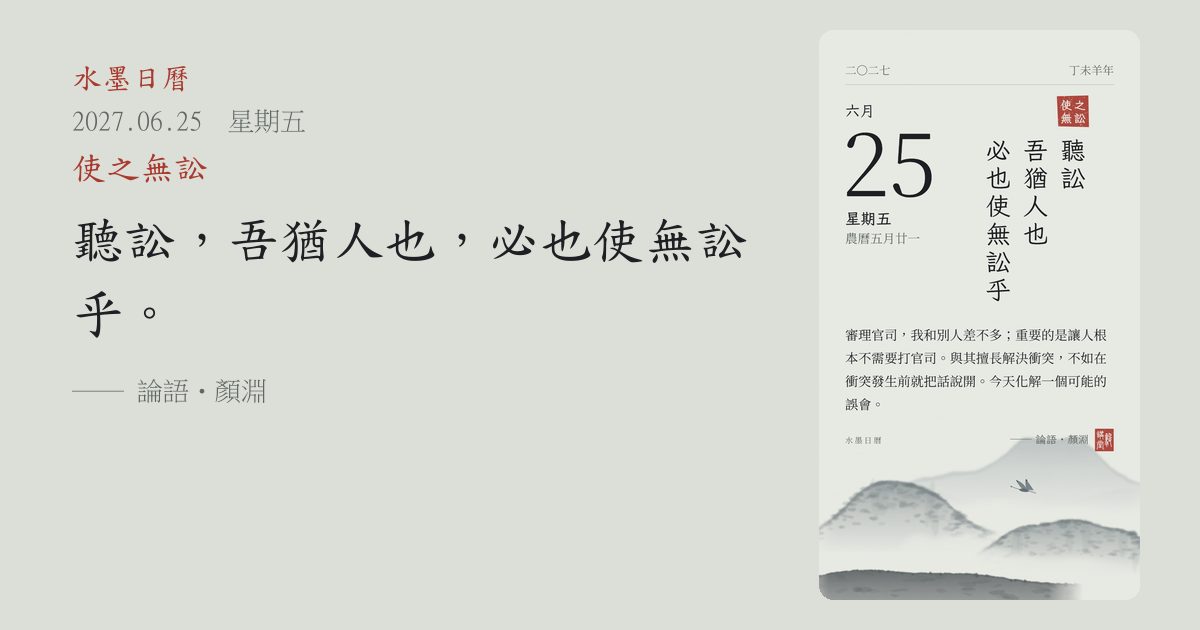 水墨日曆
2027.06.25 星期五
使之無訟
聽訟，吾猶人也，必也使無訟
乎。
—— 論語・顏淵
二〇二七
丁未羊年
六月
25
星期五
農曆五月廿一
使之無訟
聽訟
吾猶人也
必也使無訟乎
審理官司，我和別人差不多；重要的是讓人根
本不需要打官司。與其擅長解決衝突，不如在
衝突發生前就把話說開。今天化解一個可能的
誤會。
水墨日曆
—— 論語・顏淵